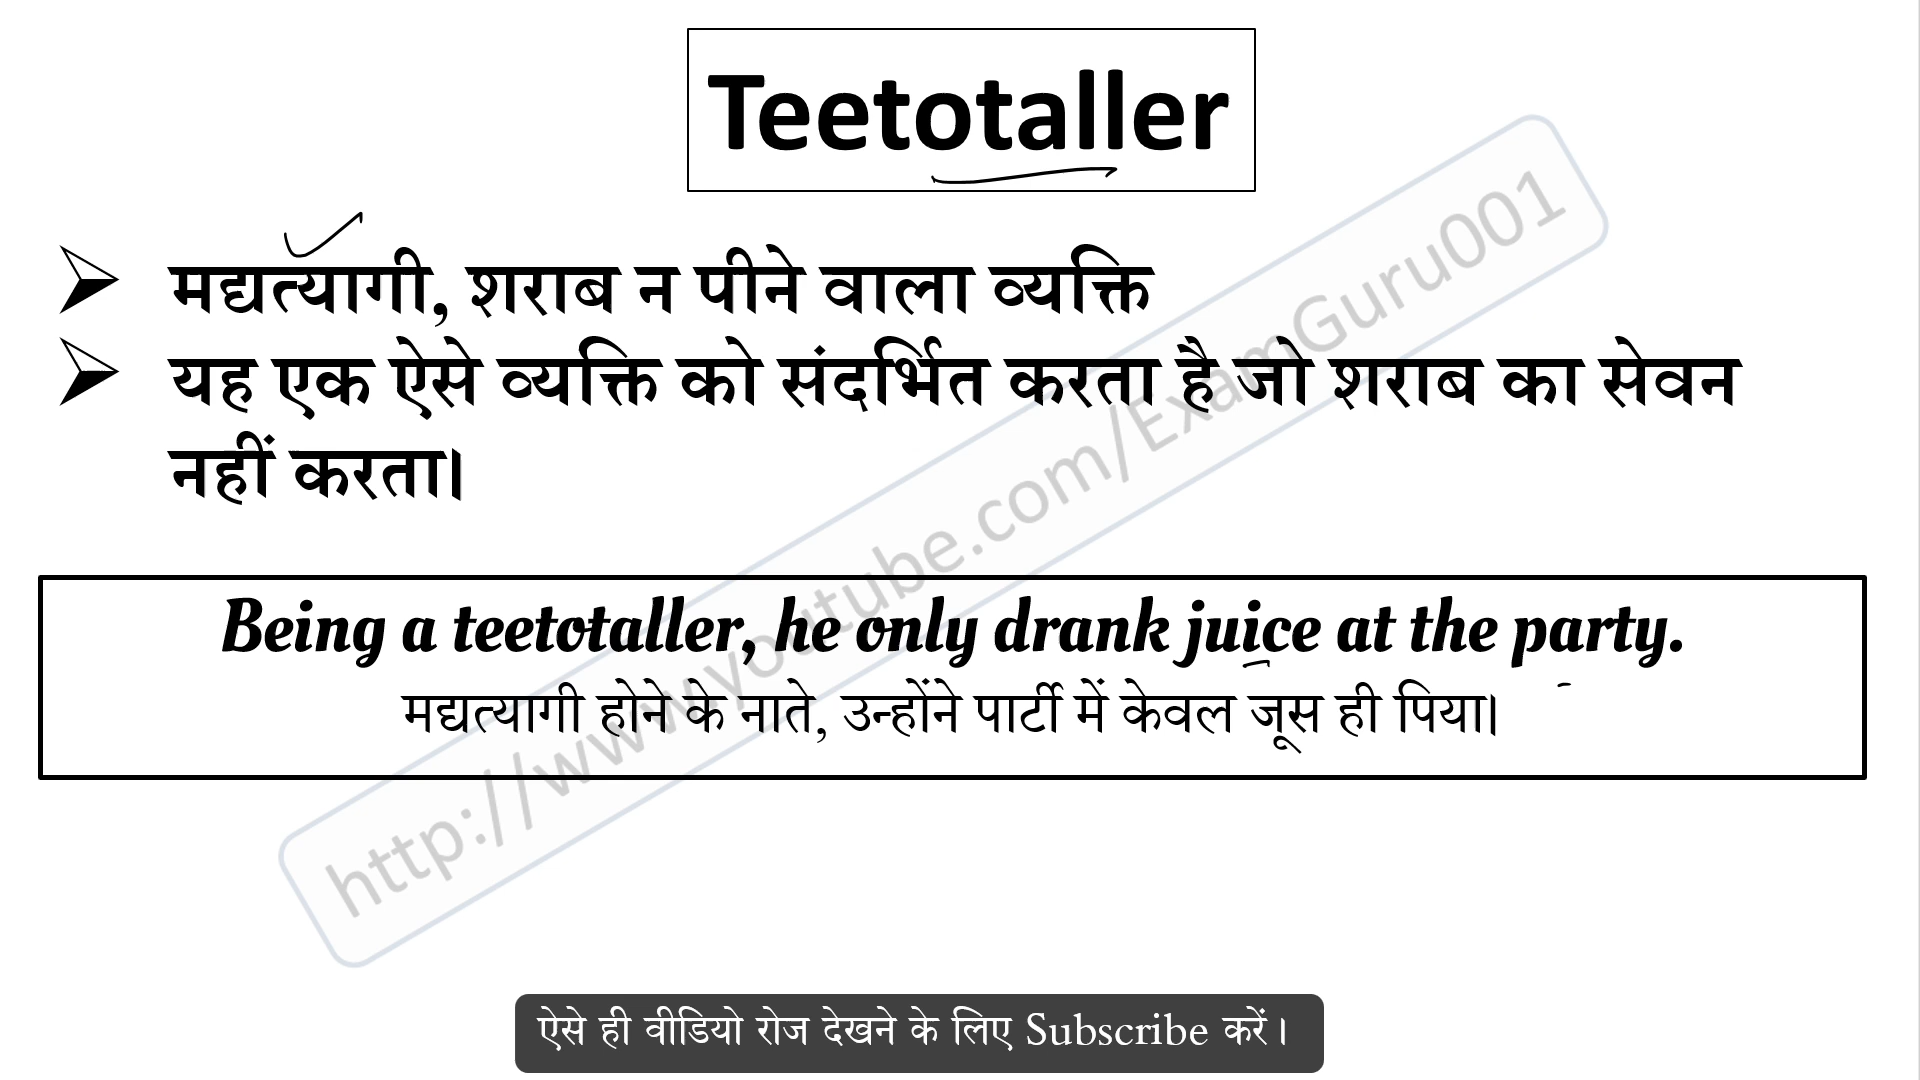 Teetotaller
मद्यत्यागी, शराब न पीने वाला व्यक्ति
यह एक ऐसे व्यक्ति को संदर्भित करता है जो शराब का सेवन
नहीं करता।
Being a teetotaller, he only drank juice at the party.
मद्यत्यागी होने के नाते, उन्होंने पार्टी में केवल जूस ही पिया।
http://www.youtube.com/ExamGuru001
ऐसे ही वीडियो रोज देखने के लिए Subscribe करें।